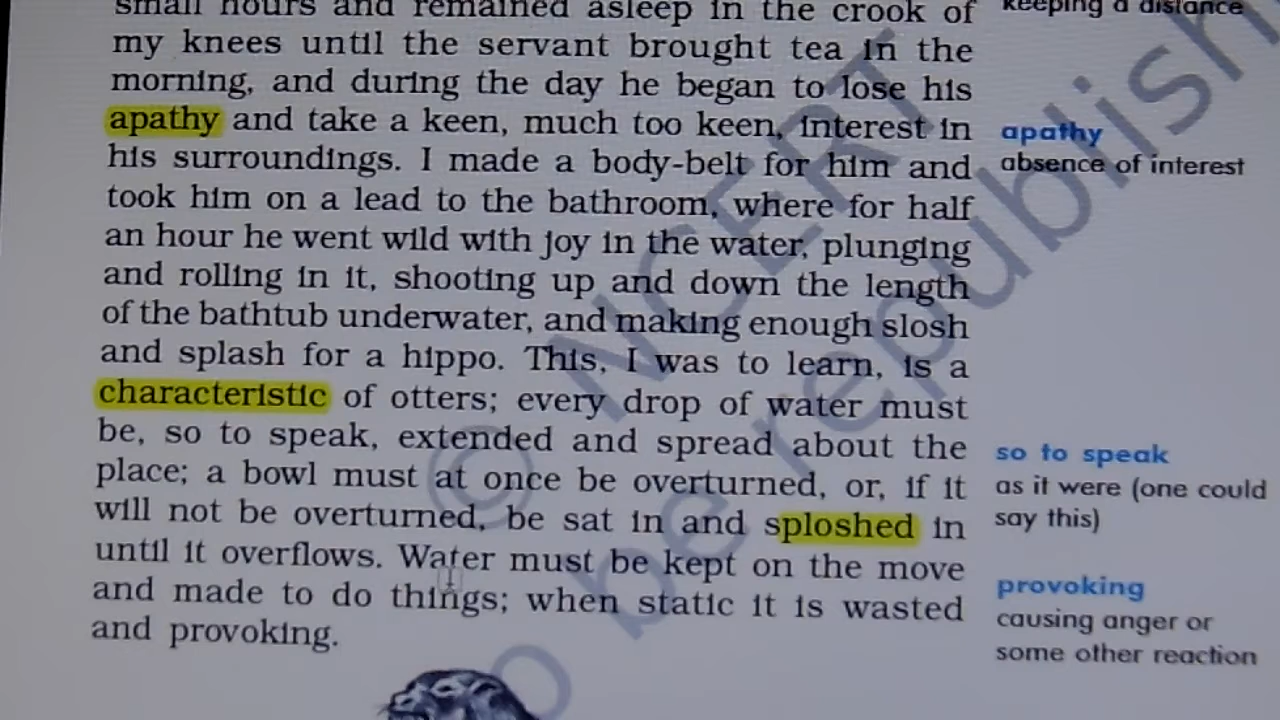 small hours and remained asleep in the crook of
my knees until the servant brought tea in the
morning, and during the day he began to lose his
apathy and take a keen, much too keen, interest in
his surroundings. I made a body-belt for him and
took him on a lead to the bathroom, where for half
an hour he went wild with joy in the water, plunging
and rolling in it, shooting up and down the length
of the bathtub underwater, and making enough slosh
and splash for a hippo. This, I was to learn, is a
characteristic of otters; every drop of water must
be, so to speak, extended and spread about the
place; a bowl must at once be overturned, or, if it
will not be overturned, be sat in and sploshed in
until it overflows. Water must be kept on the move
and made to do things; when static it is wasted
and provoking.
keeping a distance
apathy
absence of interest
so to speak
as it were (one could
say this)
provoking
causing anger or
some other reaction
© NCERT
o be republish